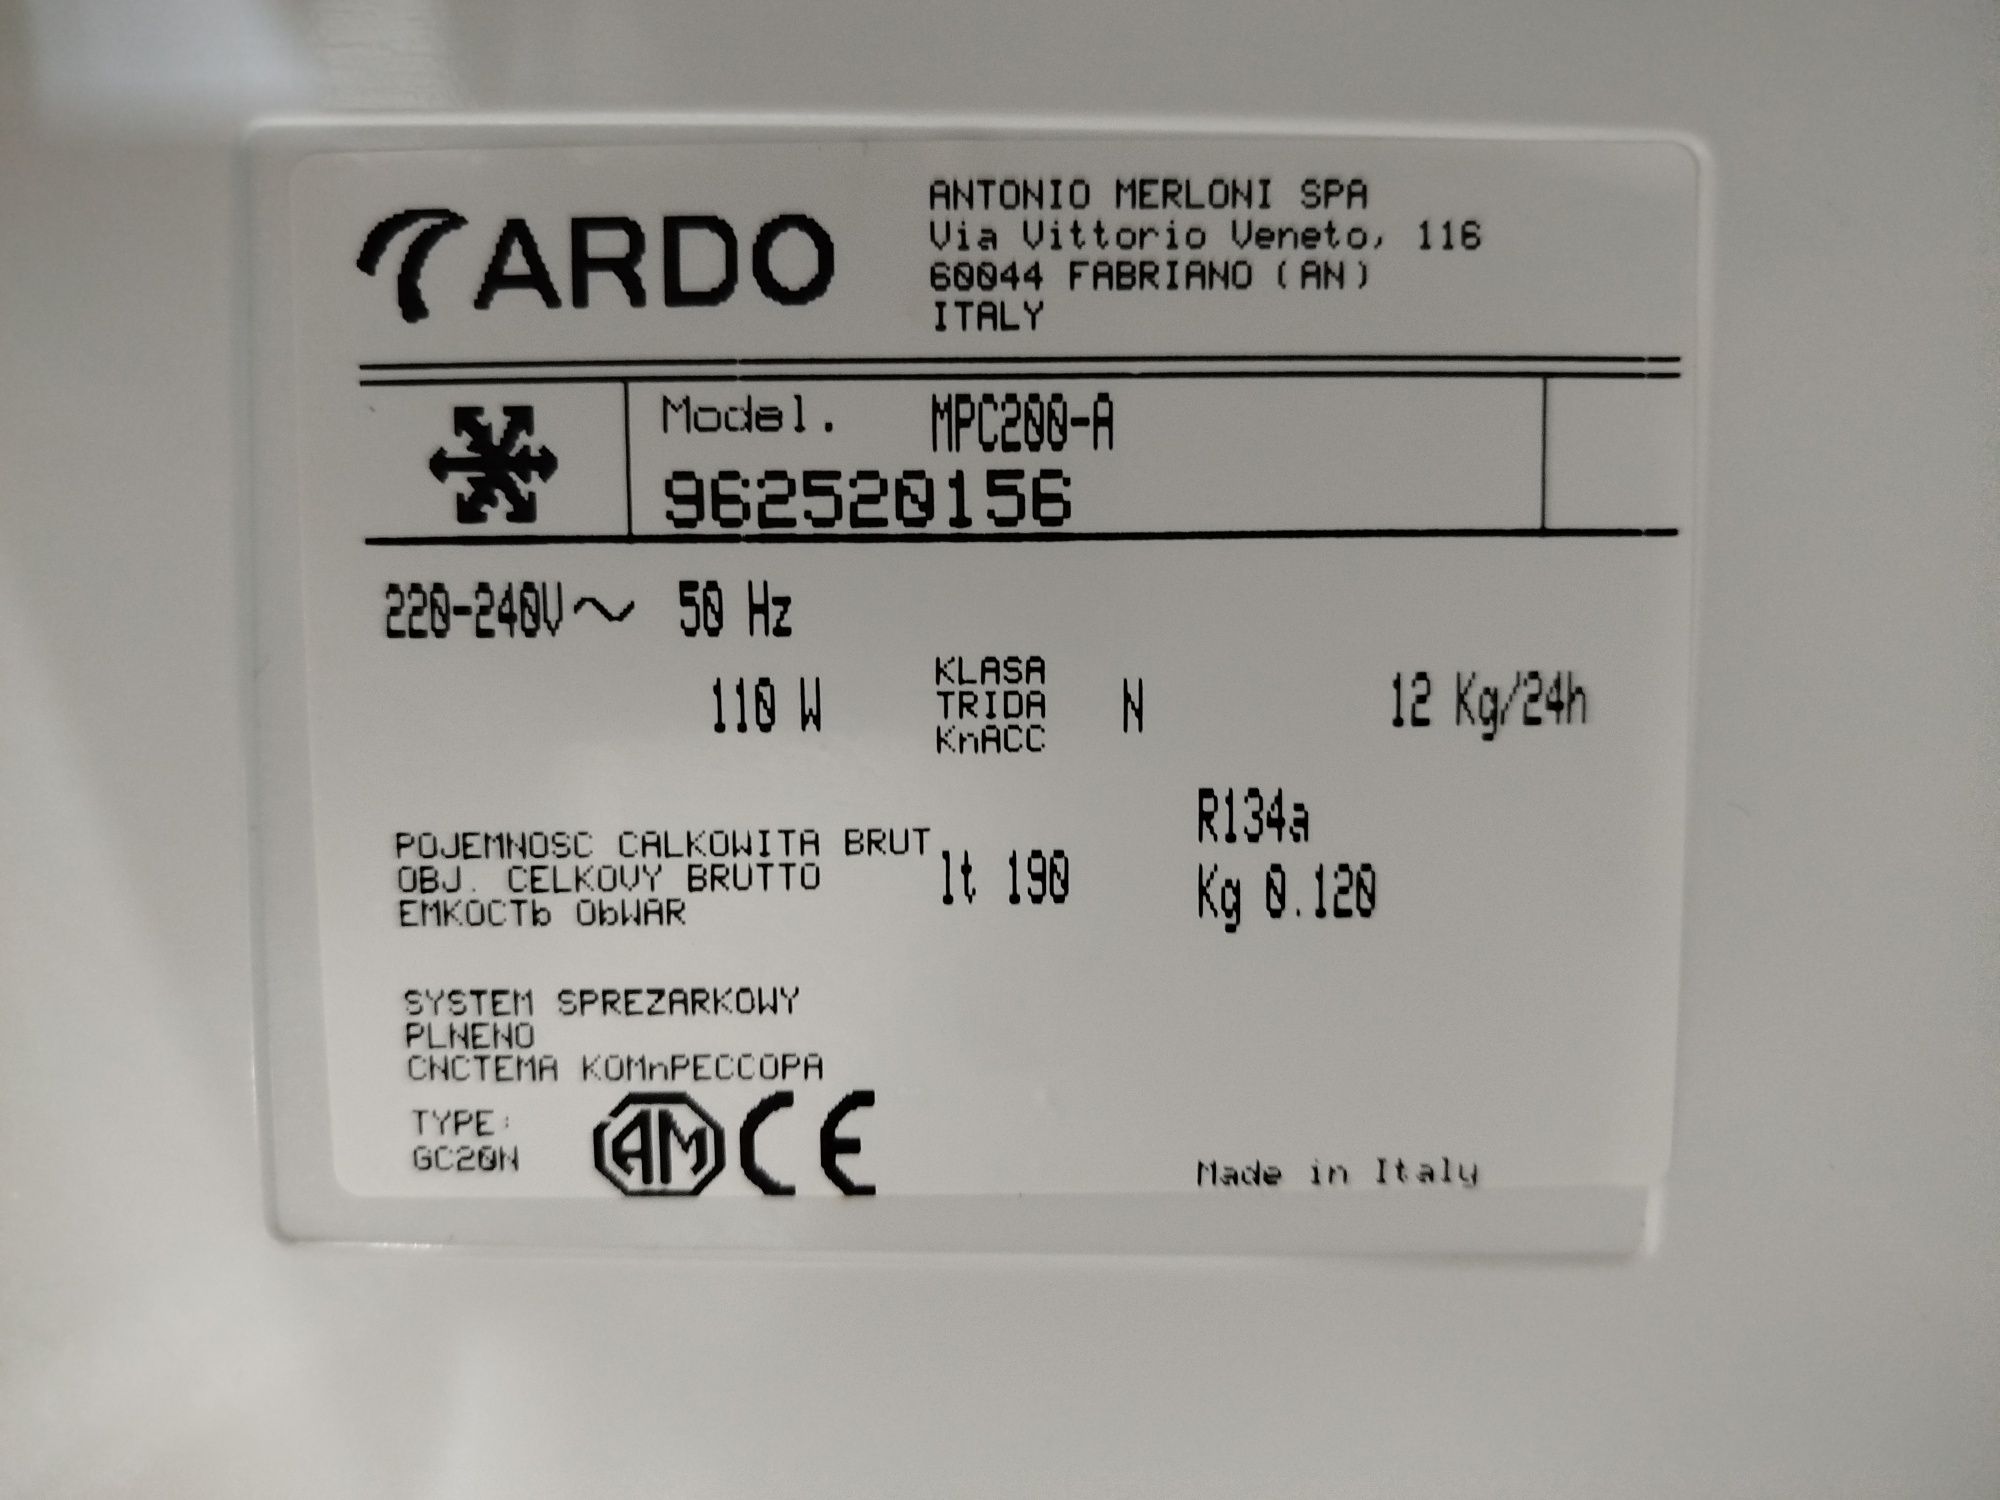 ARDO
ANTONIO MERLONI SPA
Via Vittorio Veneto, 116
60044 FABRIANO (AN)
ITALY
Model. MPC200-A
962520156
220-240V~ 50 Hz
110 W
KLASA
TRIDA
KnACC
N
12 Kg/24h
POJEMNOSC CALKOWITA BRUT
OBJ. CELKOVY BRUTTO
EMKOCTb ObWAR
lt 190
R134a
Kg 0.120
SYSTEM SPREZARKOWY
PLNENO
CNCTEMA KOMnPECCOPA
TYPE:
GC20N
AM CE
Made in Italy